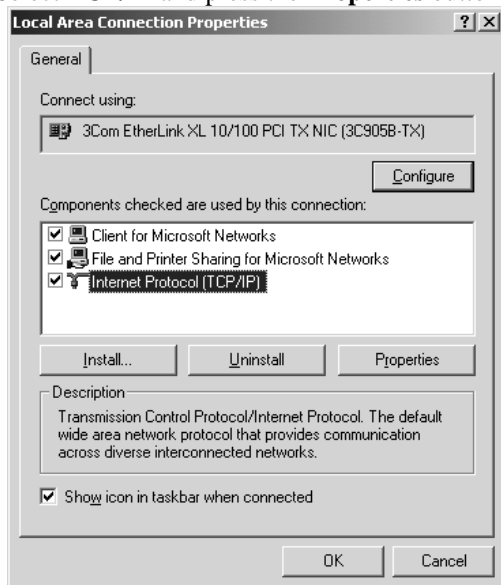 Local Area Connection Properties
General
Connect using:
3Com EtherLink XL 10/100 PCI TX NIC (3C905B-TX)
Configure
Components checked are used by this connection:
Client for Microsoft Networks
File and Printer Sharing for Microsoft Networks
Internet Protocol (TCP/IP)
Install... Uninstall Properties
Description
Transmission Control Protocol/Internet Protocol. The default
wide area network protocol that provides communication
across diverse interconnected networks.
Show icon in taskbar when connected
OK Cancel